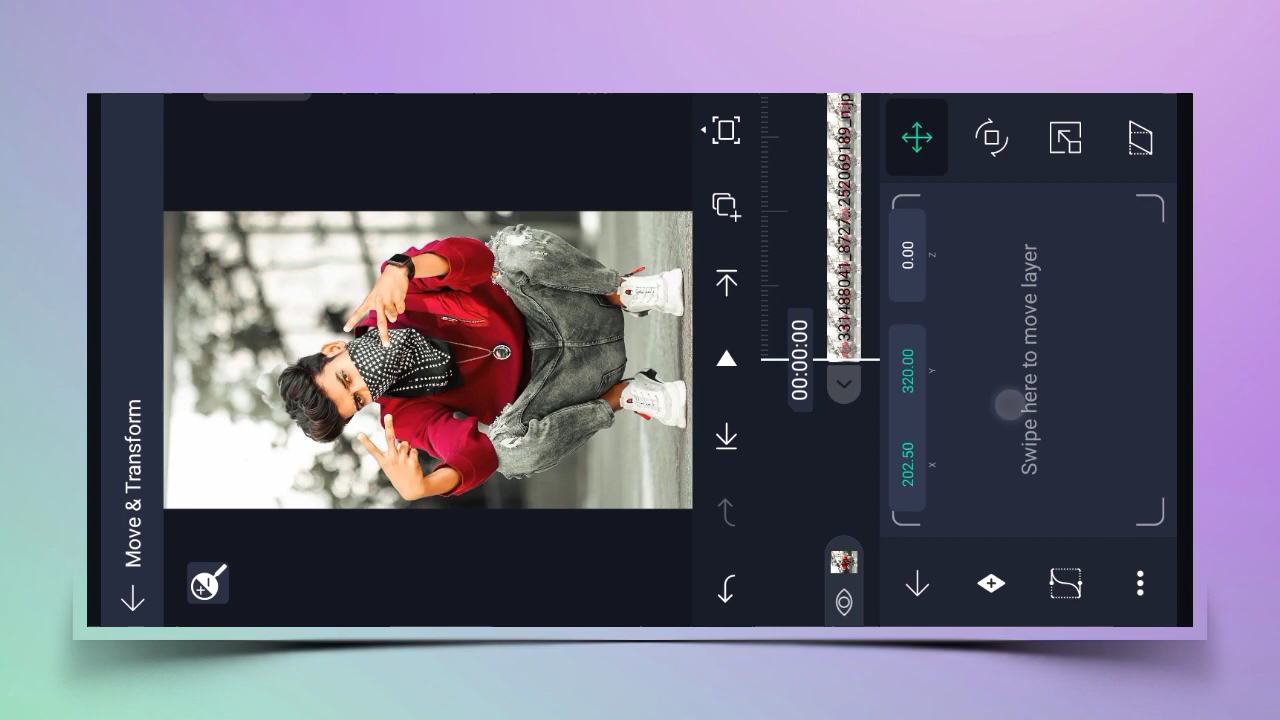 Move & Transform
00:00:00
331488041_8727...252069189_n.jp
202.50
320.00
0.00
X
Y
Z
Swipe here to move layer